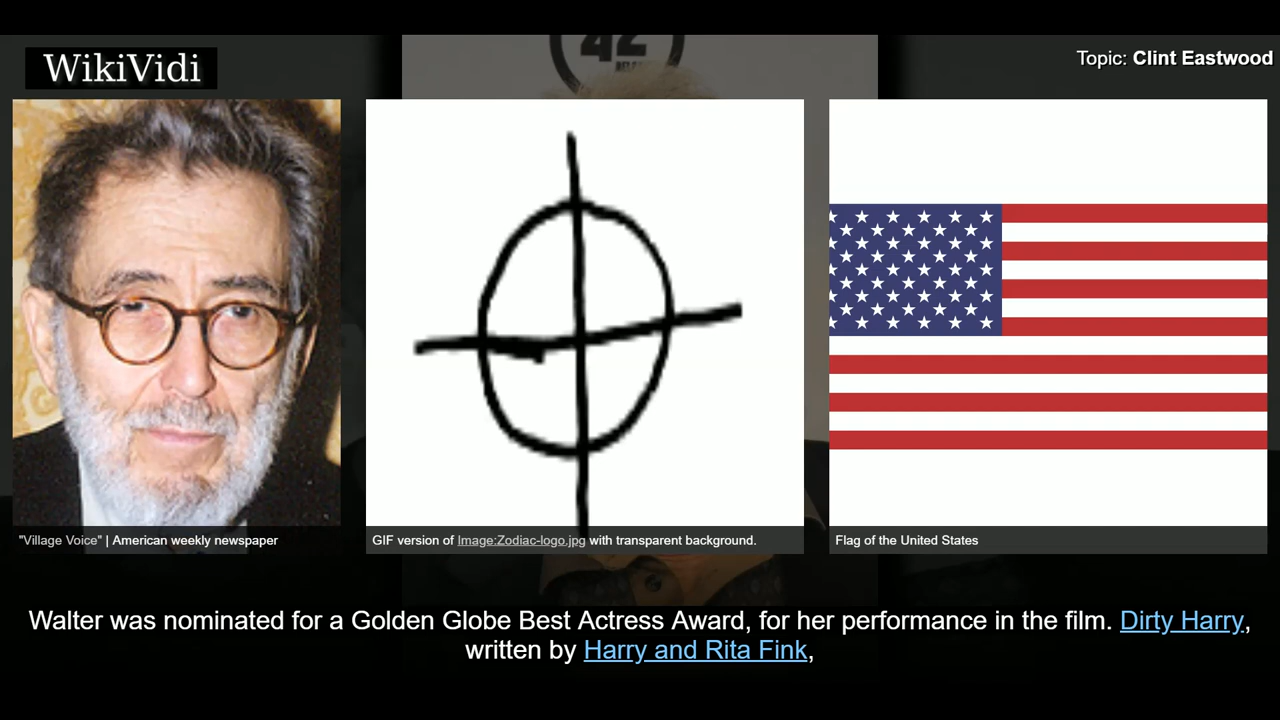 42
WikiVidi
Topic: Clint Eastwood
"Village Voice" | American weekly newspaper
GIF version of Image:Zodiac-logo.jpg with transparent background.
Flag of the United States
Walter was nominated for a Golden Globe Best Actress Award, for her performance in the film. Dirty Harry,
written by Harry and Rita Fink,